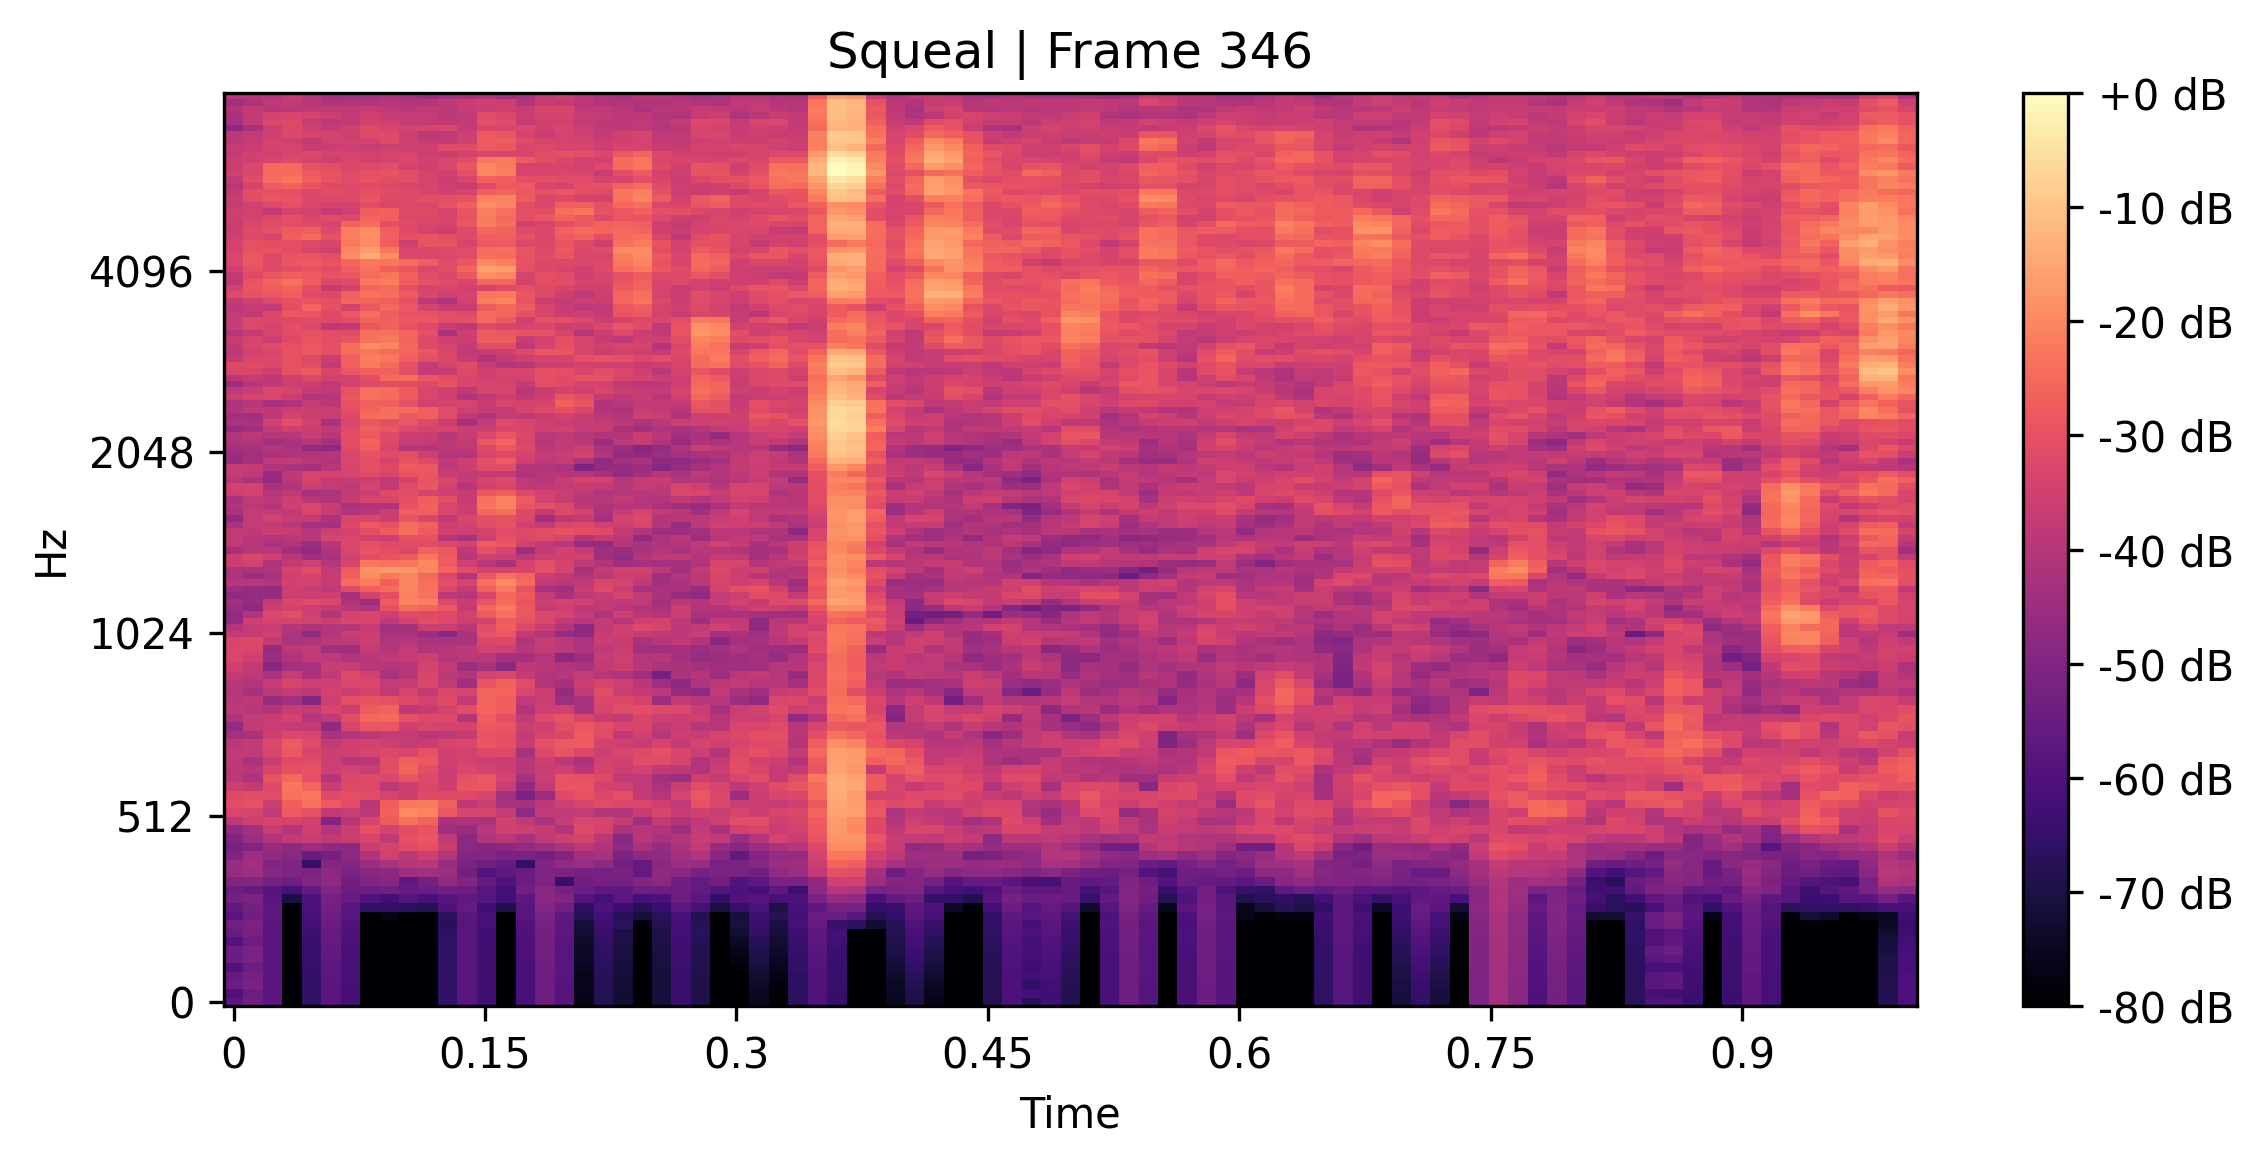 Squeal | Frame 346
+0 dB
-10 dB
-20 dB
-30 dB
-40 dB
-50 dB
-60 dB
-70 dB
-80 dB
Hz
4096
2048
1024
512
0
0 0.15 0.3 0.45 0.6 0.75 0.9
Time